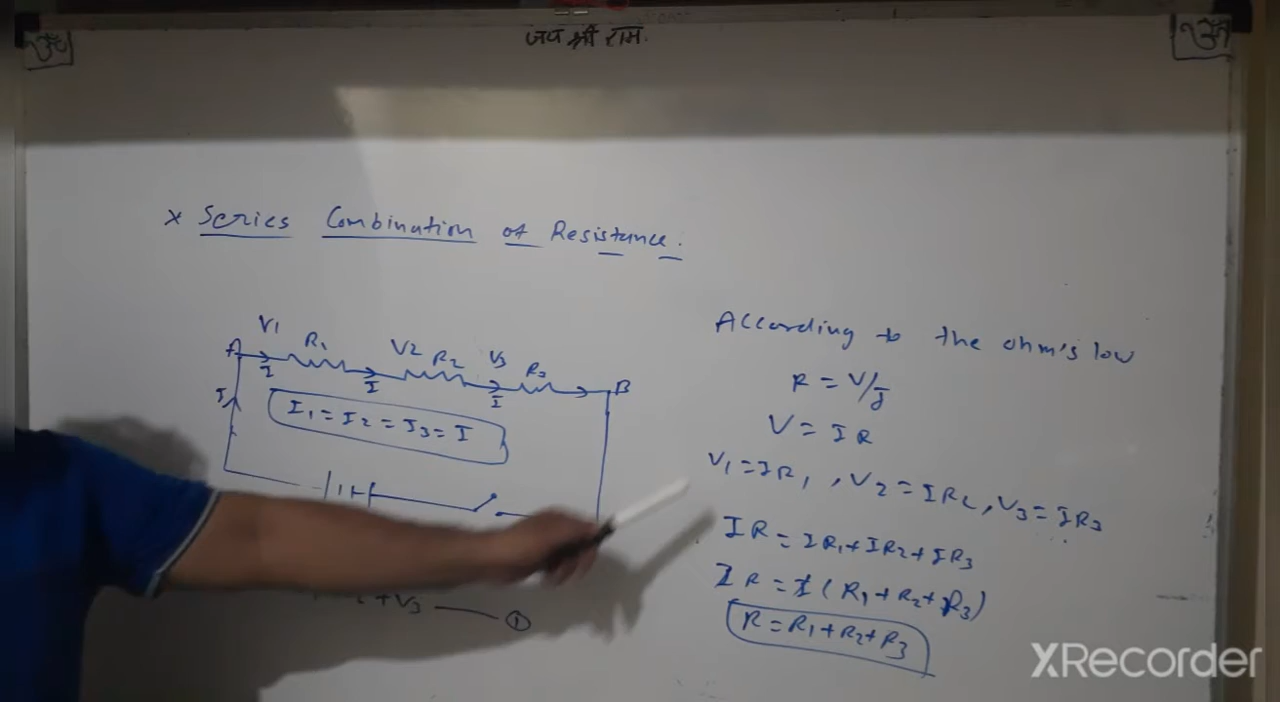 जय श्री राम
ॐ
ॐ
* Series Combination of Resistance.
V1 R1 V2 R2 V3 R3
A I I I B
I
I1 = I2 = I3 = I
+V3 — ①
According to the ohm's low
R = V/I
V = IR
V1 = IR1, V2 = IR2, V3 = IR3
IR = IR1+IR2+IR3
IR = I(R1+R2+R3)
R = R1+R2+R3
XRecorder